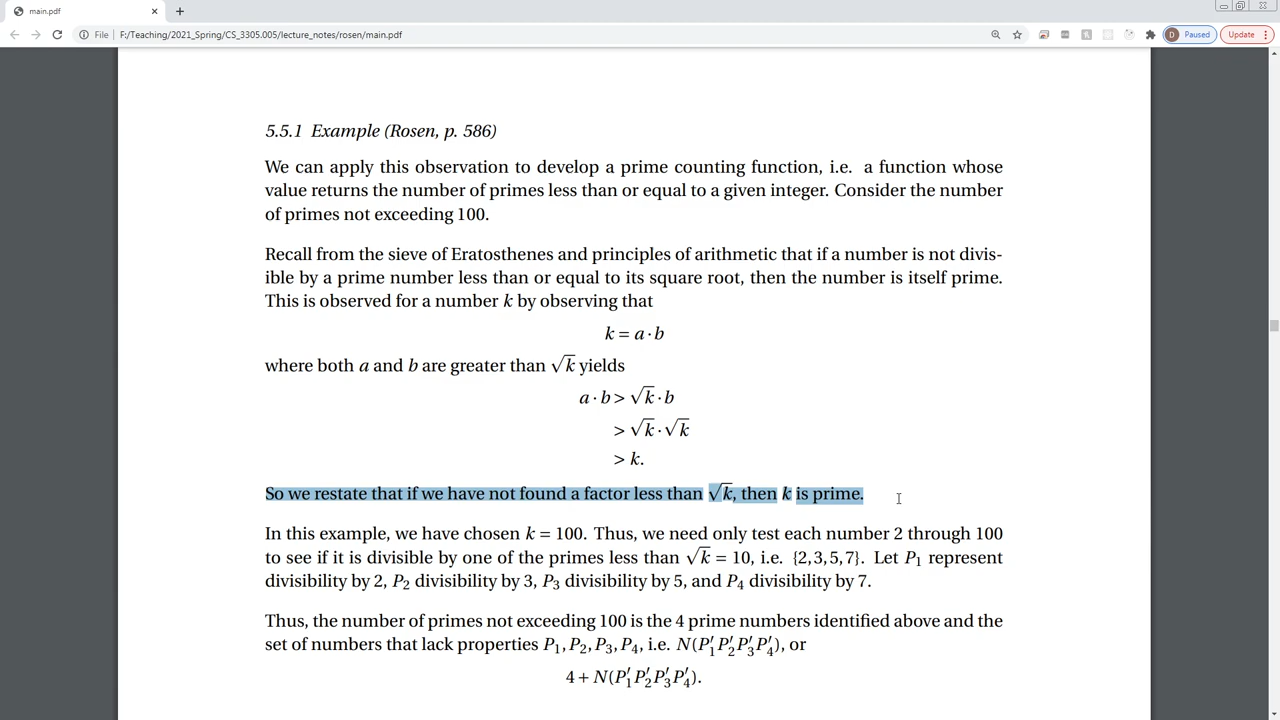 main.pdf
File F:/Teaching/2021_Spring/CS_3305.005/lecture_notes/rosen/main.pdf D Paused Update
5.5.1 Example (Rosen, p. 586)
We can apply this observation to develop a prime counting function, i.e. a function whose
value returns the number of primes less than or equal to a given integer. Consider the number
of primes not exceeding 100.
Recall from the sieve of Eratosthenes and principles of arithmetic that if a number is not divis-
ible by a prime number less than or equal to its square root, then the number is itself prime.
This is observed for a number k by observing that
k = a · b
where both a and b are greater than √k yields
a · b > √k · b
> √k · √k
> k.
So we restate that if we have not found a factor less than √k, then k is prime.
In this example, we have chosen k = 100. Thus, we need only test each number 2 through 100
to see if it is divisible by one of the primes less than √k = 10, i.e. {2,3,5,7}. Let P₁ represent
divisibility by 2, P₂ divisibility by 3, P₃ divisibility by 5, and P₄ divisibility by 7.
Thus, the number of primes not exceeding 100 is the 4 prime numbers identified above and the
set of numbers that lack properties P₁, P₂, P₃, P₄, i.e. N(P₁′P₂′P₃′P₄′), or
4 + N(P₁′P₂′P₃′P₄′).